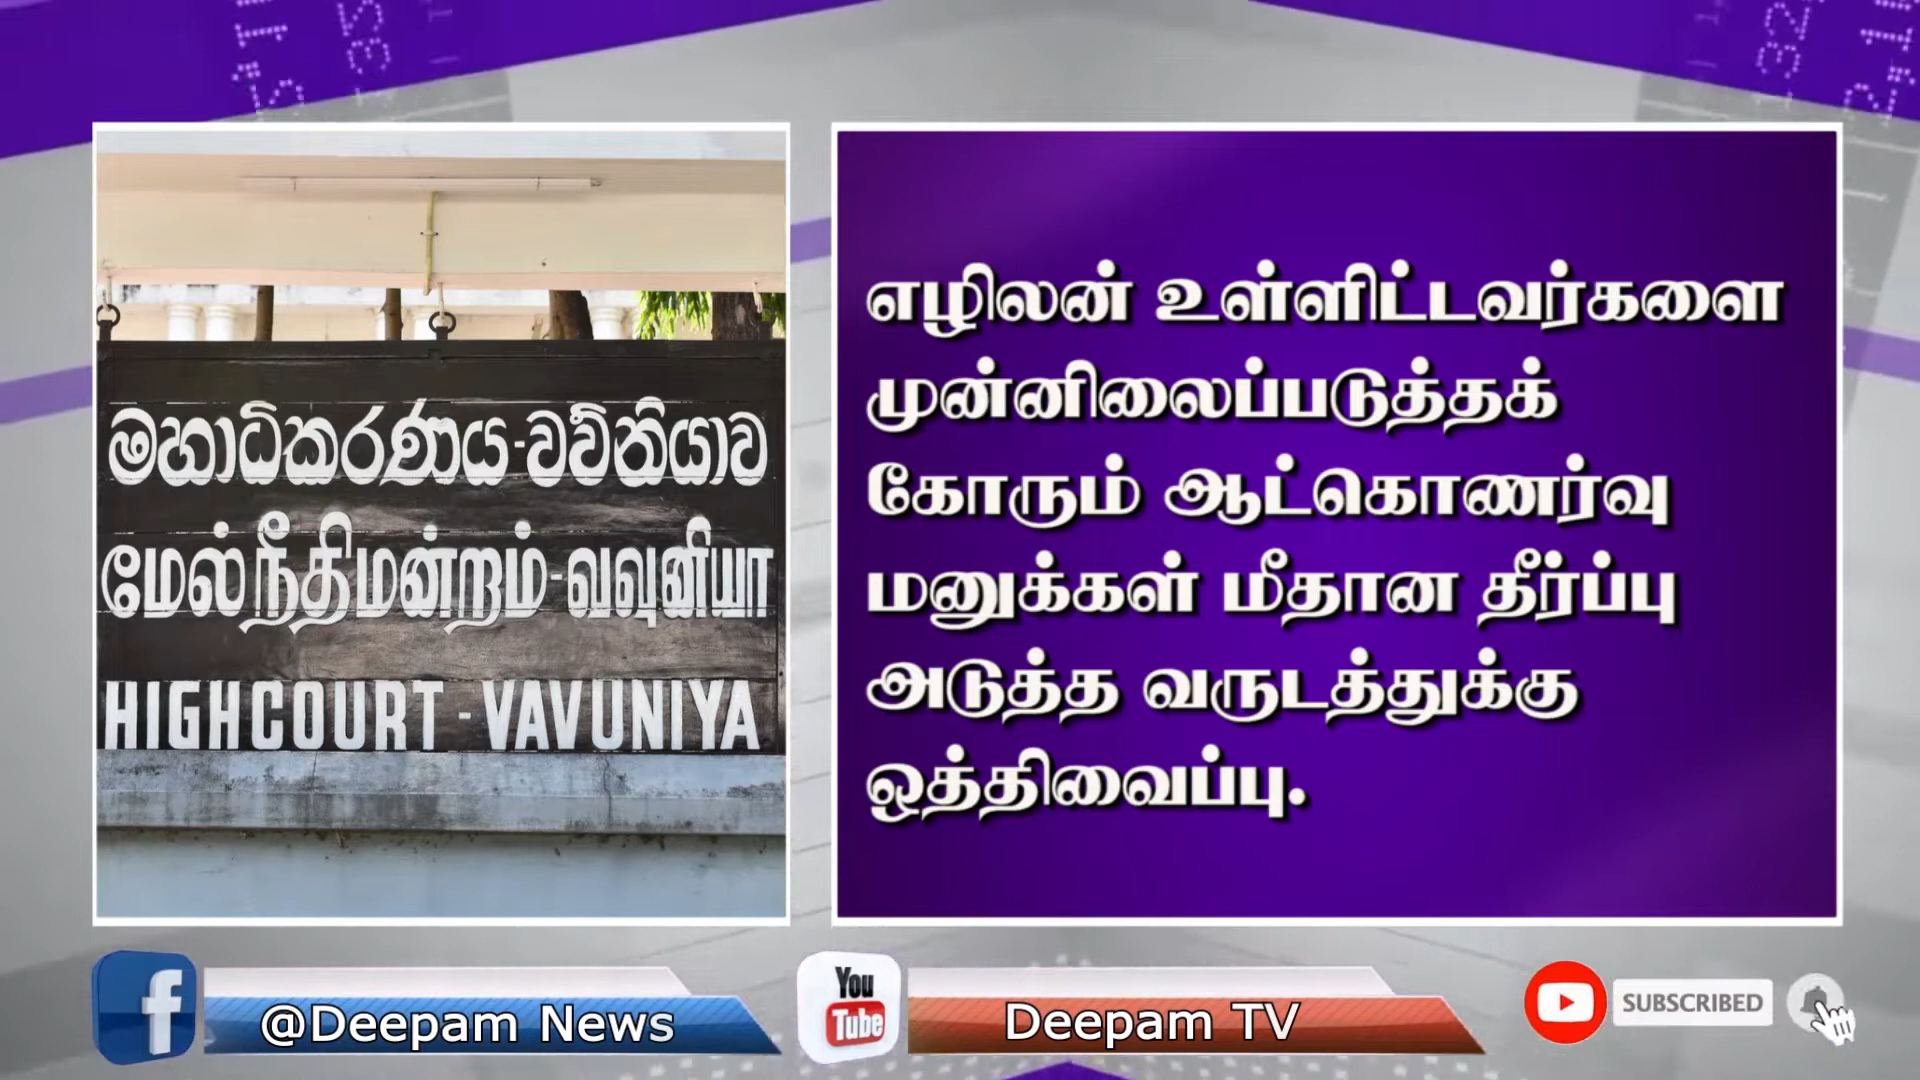 මහාධිකරණය-වව්නියාව
மேல் நீதிமன்றம்-வவுனியா
HIGHCOURT - VAVUNIYA
எழிலன் உள்ளிட்டவர்களை
முன்னிலைப்படுத்தக்
கோரும் ஆட்கொணர்வு
மனுக்கள் மீதான தீர்ப்பு
அடுத்த வருடத்துக்கு
ஒத்திவைப்பு.
@Deepam News
You
Tube
Deepam TV
SUBSCRIBED